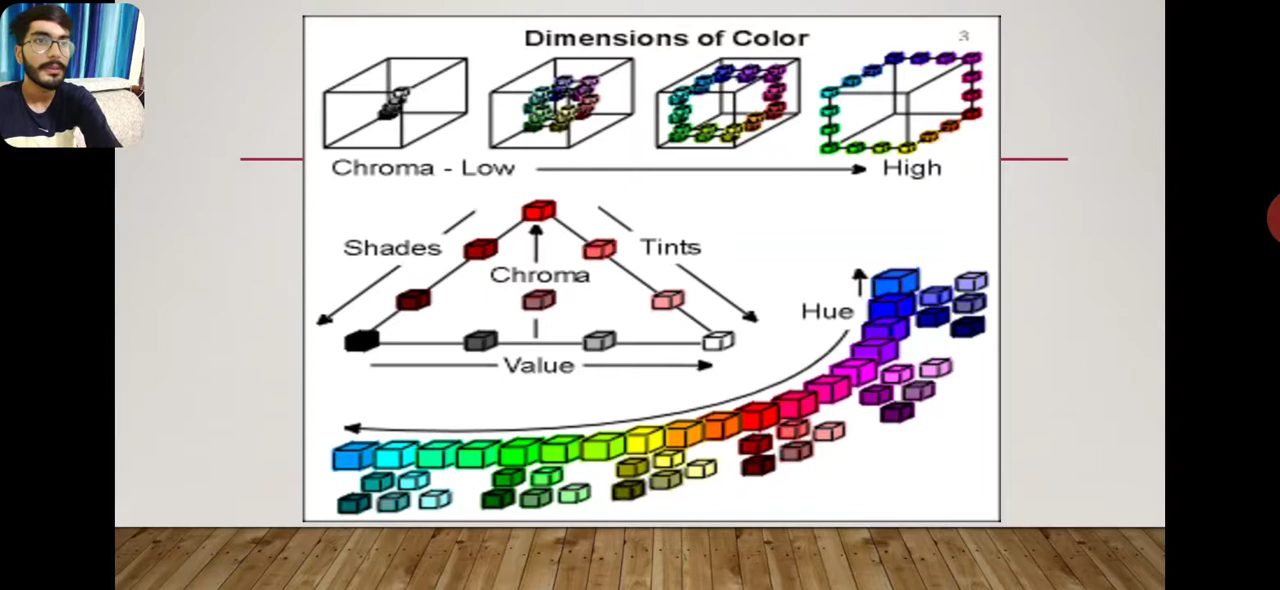 Dimensions of Color
3
Chroma - Low
High
Shades
Tints
Chroma
Hue
Value